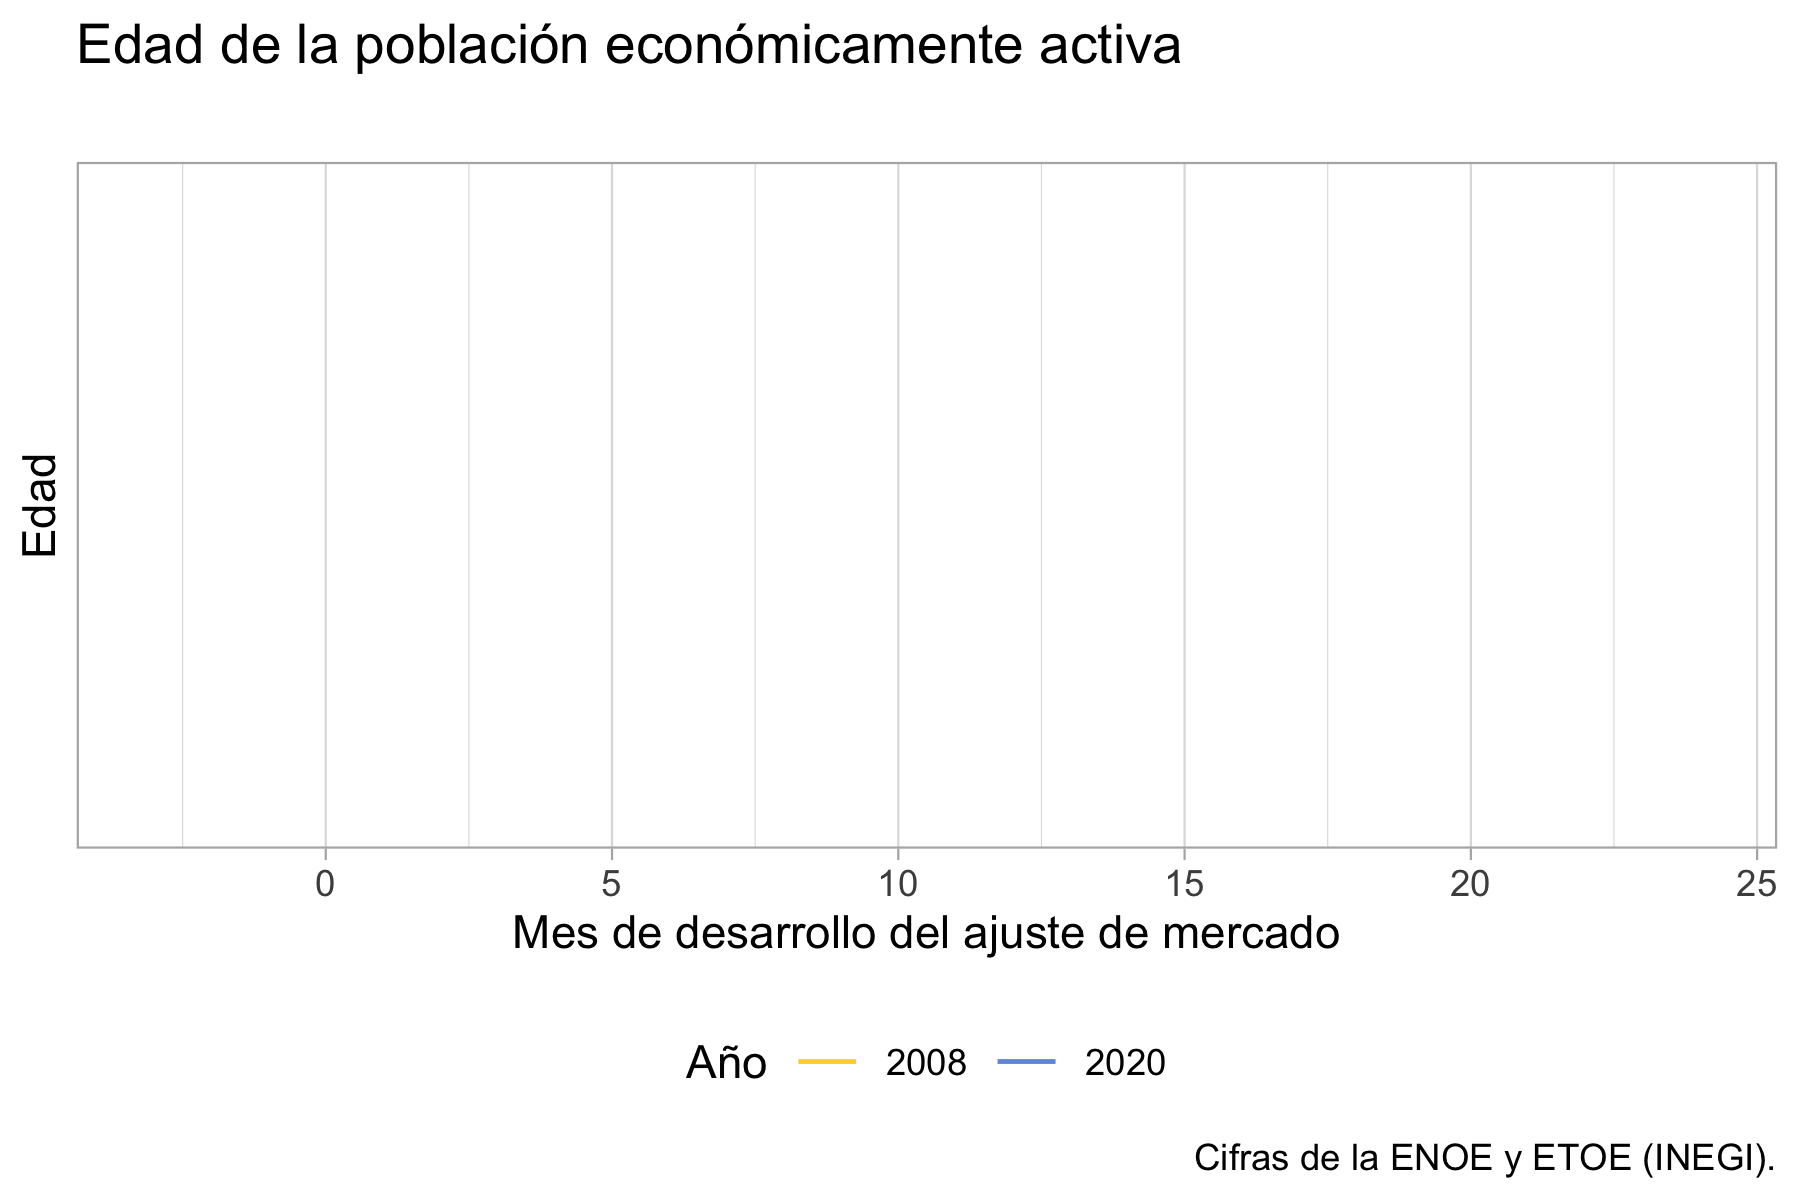 Edad de la población económicamente activa
Edad
0 5 10 15 20 25
Mes de desarrollo del ajuste de mercado
Año 2008 2020
Cifras de la ENOE y ETOE (INEGI).